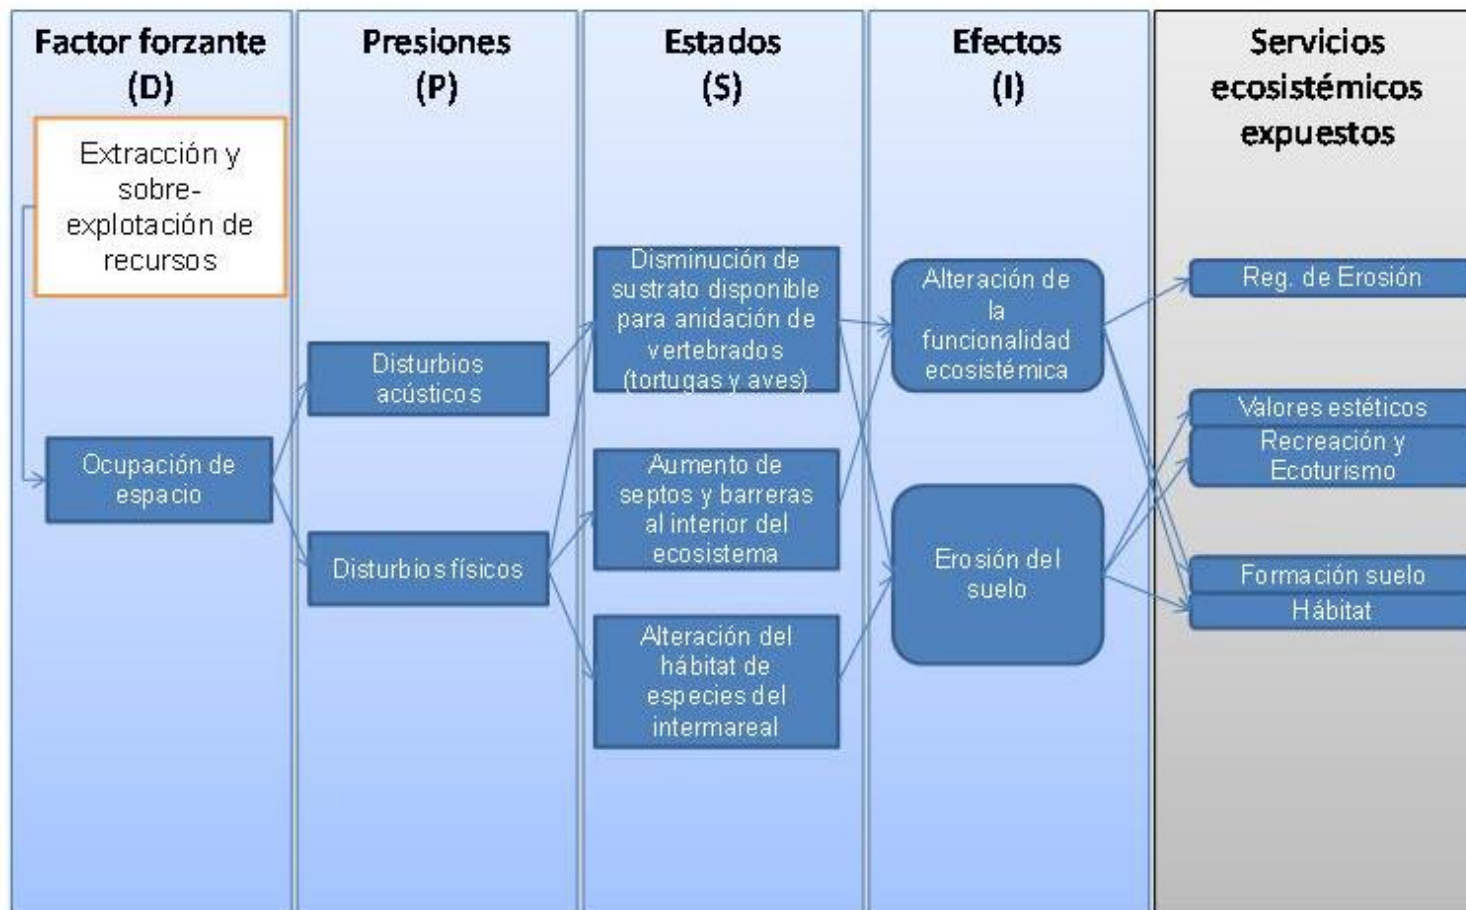 Factor forzante
(D)
Extracción y
sobre-
explotación de
recursos
Ocupación de
espacio
Presiones
(P)
Disturbios
acústicos
Disturbios físicos
Estados
(S)
Disminución de
sustrato disponible
para anidación de
vertebrados
(tortugas y aves)
Aumento de
septos y barreras
al interior del
ecosistema
Alteración del
hábitat de
especies del
intermareal
Efectos
(I)
Alteración de
la
funcionalidad
ecosistémica
Erosión del
suelo
Servicios
ecosistémicos
expuestos
Reg. de Erosión
Valores estéticos
Recreación y
Ecoturismo
Formación suelo
Hábitat